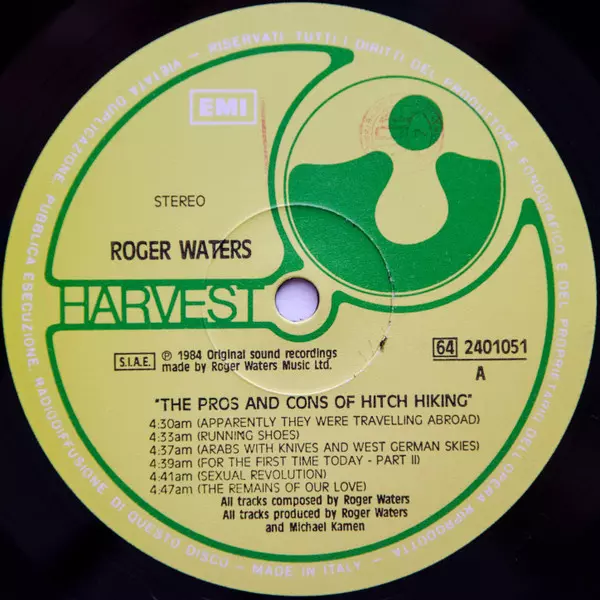 - RISERVATI TUTTI I DIRITTI DEL PRODUTTORE FONOGRAFICO E DEL PROPRIETARIO DELL'OPERA RIPRODOTTA - MADE IN ITALY - VIETATA DUPLICAZIONE, PUBBLICA ESECUZIONE, RADIODIFFUSIONE DI QUESTO DISCO
EMI
STEREO
ROGER WATERS
HARVEST
S.I.A.E.
℗ 1984 Original sound recordings
made by Roger Waters Music Ltd.
64 2401051
A
"THE PROS AND CONS OF HITCH HIKING"
4:30am (APPARENTLY THEY WERE TRAVELLING ABROAD)
4:33am (RUNNING SHOES)
4:37am (ARABS WITH KNIVES AND WEST GERMAN SKIES)
4:39am (FOR THE FIRST TIME TODAY - PART II)
4:41am (SEXUAL REVOLUTION)
4:47am (THE REMAINS OF OUR LOVE)
All tracks composed by Roger Waters
All tracks produced by Roger Waters
and Michael Kamen